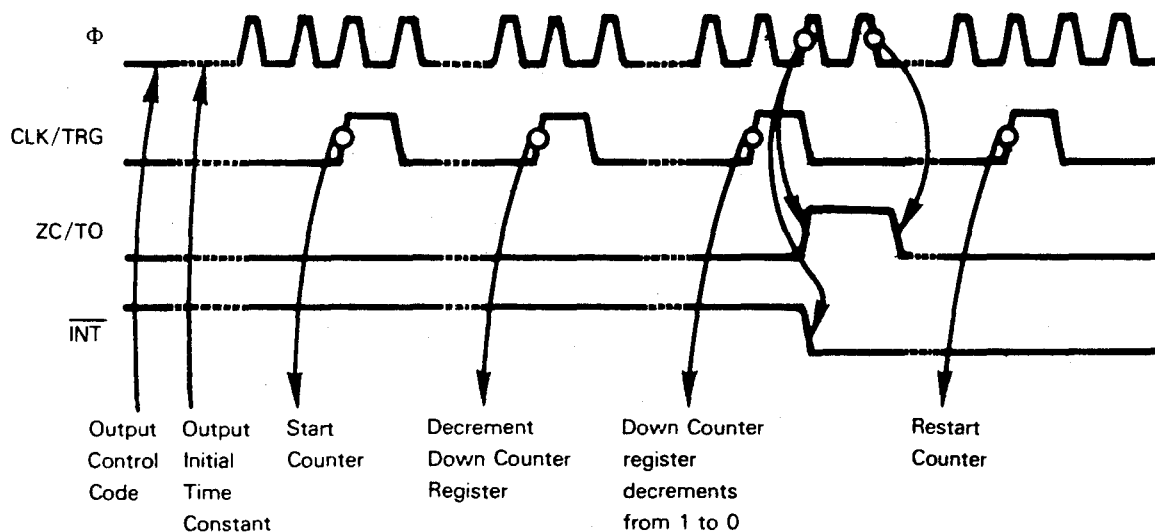 Φ
CLK/TRG
ZC/TO
INT
Output
Control
Code
Output
Initial
Time
Constant
Start
Counter
Decrement
Down Counter
Register
Down Counter
register
decrements
from 1 to 0
Restart
Counter